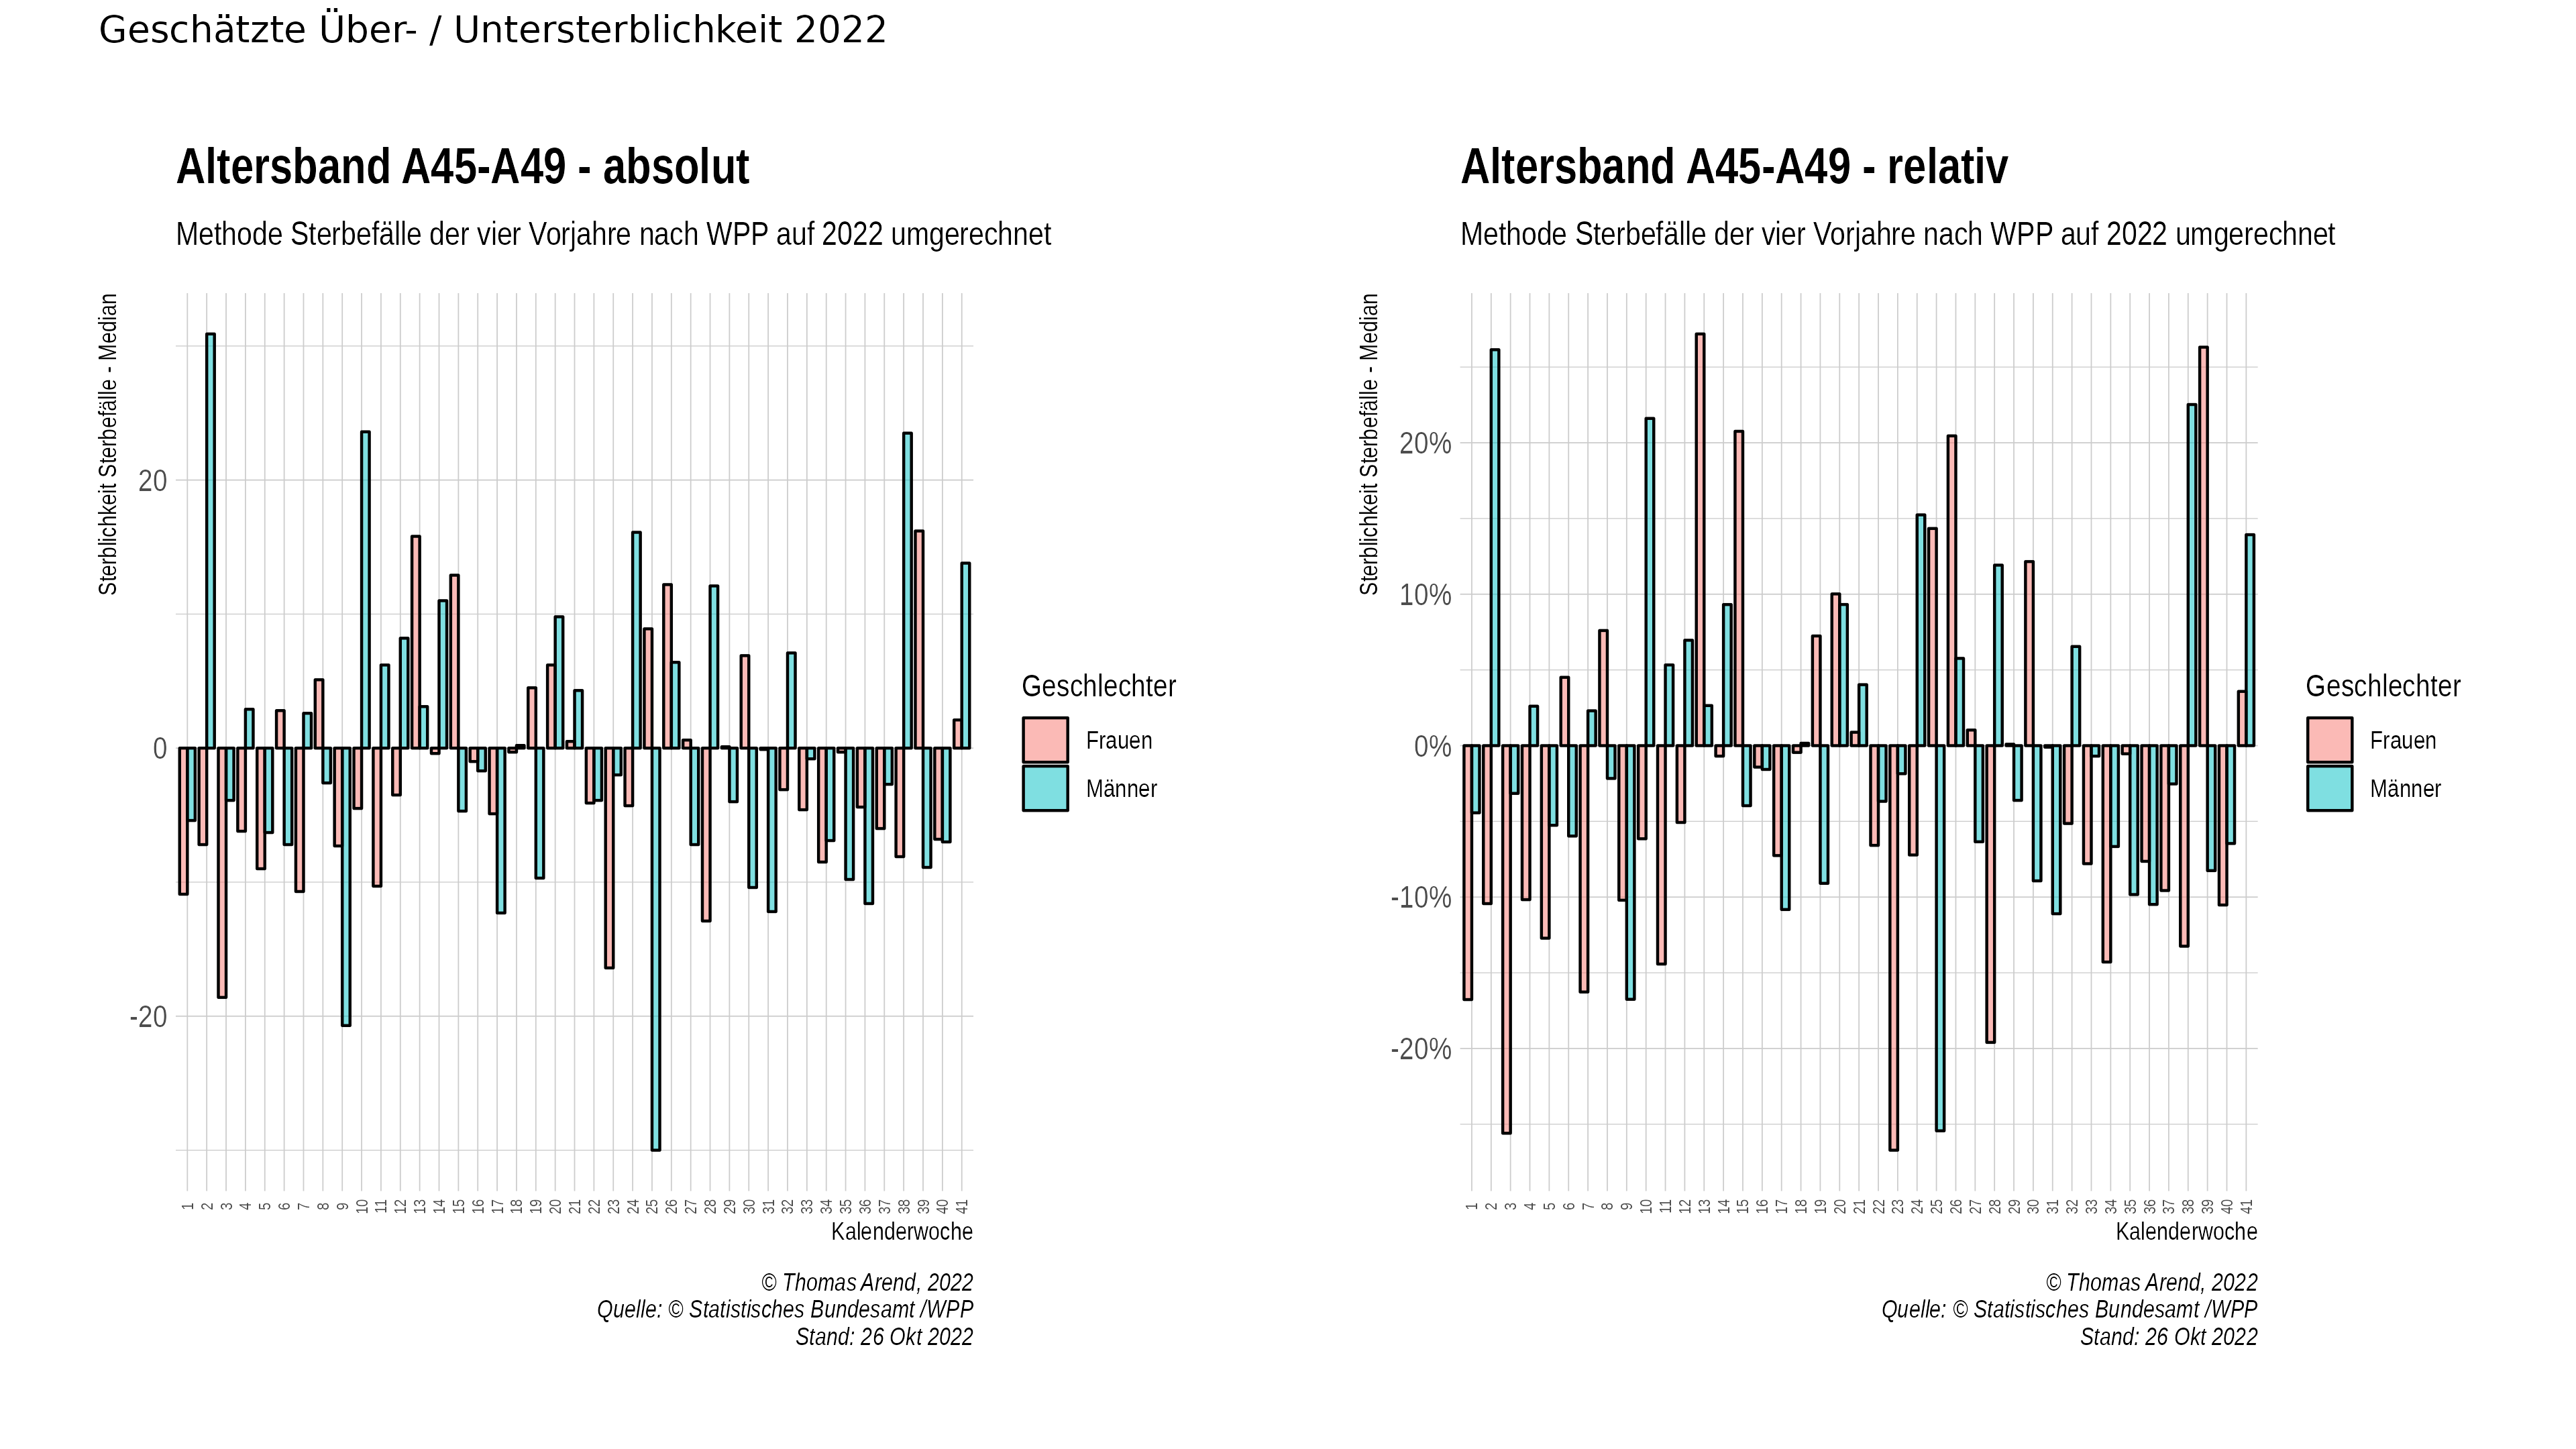 Geschätzte Über- / Untersterblichkeit 2022
Altersband A45-A49 - absolut
Methode Sterbefälle der vier Vorjahre nach WPP auf 2022 umgerechnet
Sterblichkeit Sterbefälle - Median
20
0
-20
1 2 3 4 5 6 7 8 9 10 11 12 13 14 15 16 17 18 19 20 21 22 23 24 25 26 27 28 29 30 31 32 33 34 35 36 37 38 39 40 41
Kalenderwoche
Geschlechter
Frauen
Männer
© Thomas Arend, 2022
Quelle: © Statistisches Bundesamt /WPP
Stand: 26 Okt 2022
Altersband A45-A49 - relativ
Methode Sterbefälle der vier Vorjahre nach WPP auf 2022 umgerechnet
Sterblichkeit Sterbefälle - Median
20%
10%
0%
-10%
-20%
1 2 3 4 5 6 7 8 9 10 11 12 13 14 15 16 17 18 19 20 21 22 23 24 25 26 27 28 29 30 31 32 33 34 35 36 37 38 39 40 41
Kalenderwoche
Geschlechter
Frauen
Männer
© Thomas Arend, 2022
Quelle: © Statistisches Bundesamt /WPP
Stand: 26 Okt 2022